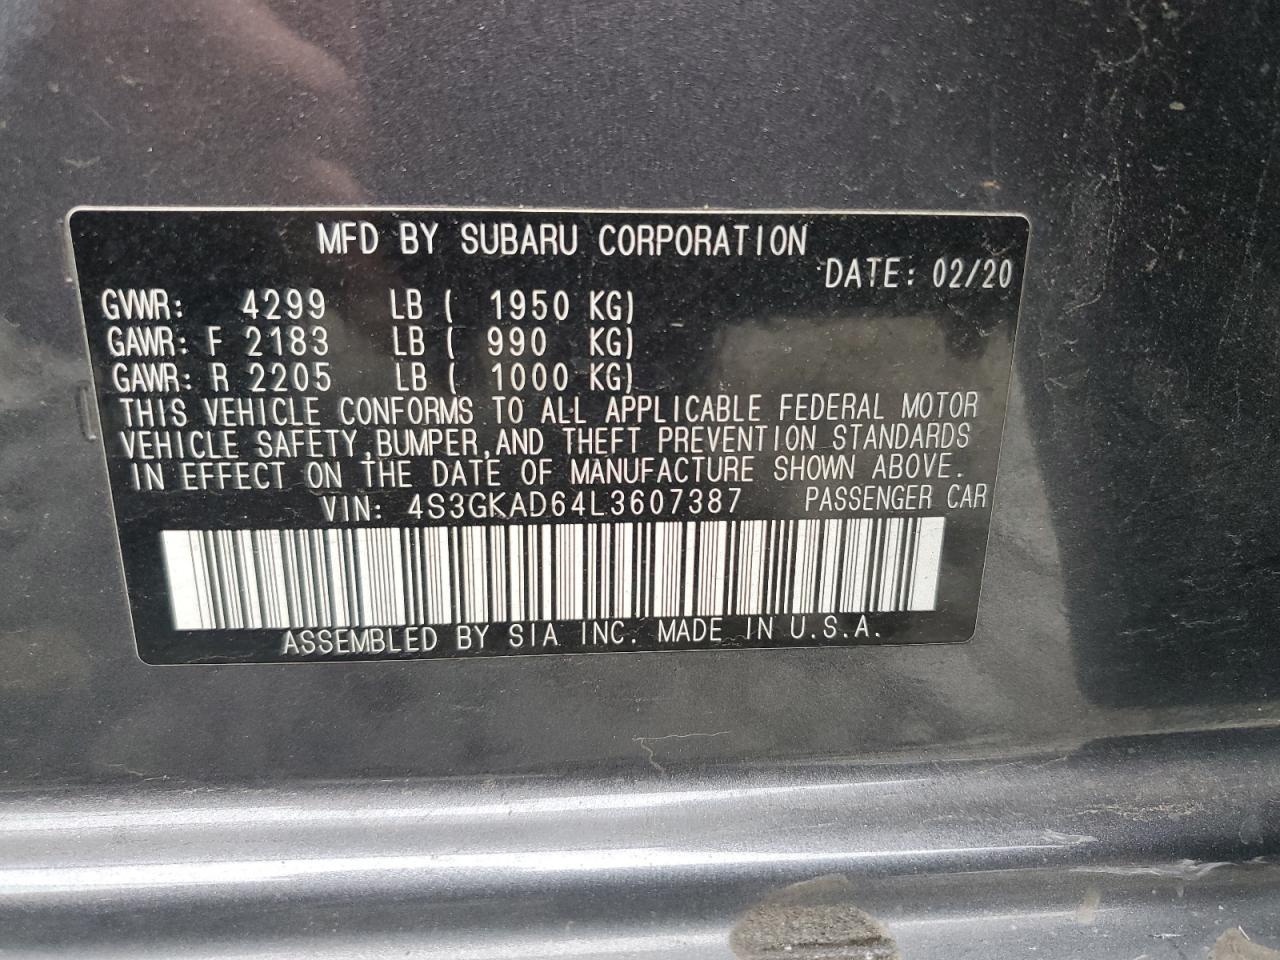 MFD BY SUBARU CORPORATION
DATE: 02/20
GVWR: 4299 LB ( 1950 KG)
GAWR: F 2183 LB ( 990 KG)
GAWR: R 2205 LB ( 1000 KG)
THIS VEHICLE CONFORMS TO ALL APPLICABLE FEDERAL MOTOR
VEHICLE SAFETY,BUMPER,AND THEFT PREVENTION STANDARDS
IN EFFECT ON THE DATE OF MANUFACTURE SHOWN ABOVE.
VIN: 4S3GKAD64L3607387 PASSENGER CAR
ASSEMBLED BY SIA INC. MADE IN U.S.A.